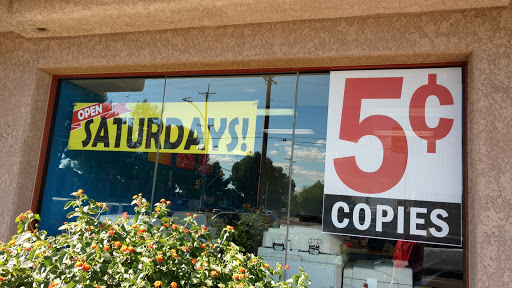 OPEN
SATURDAYS!
5¢
COPIES